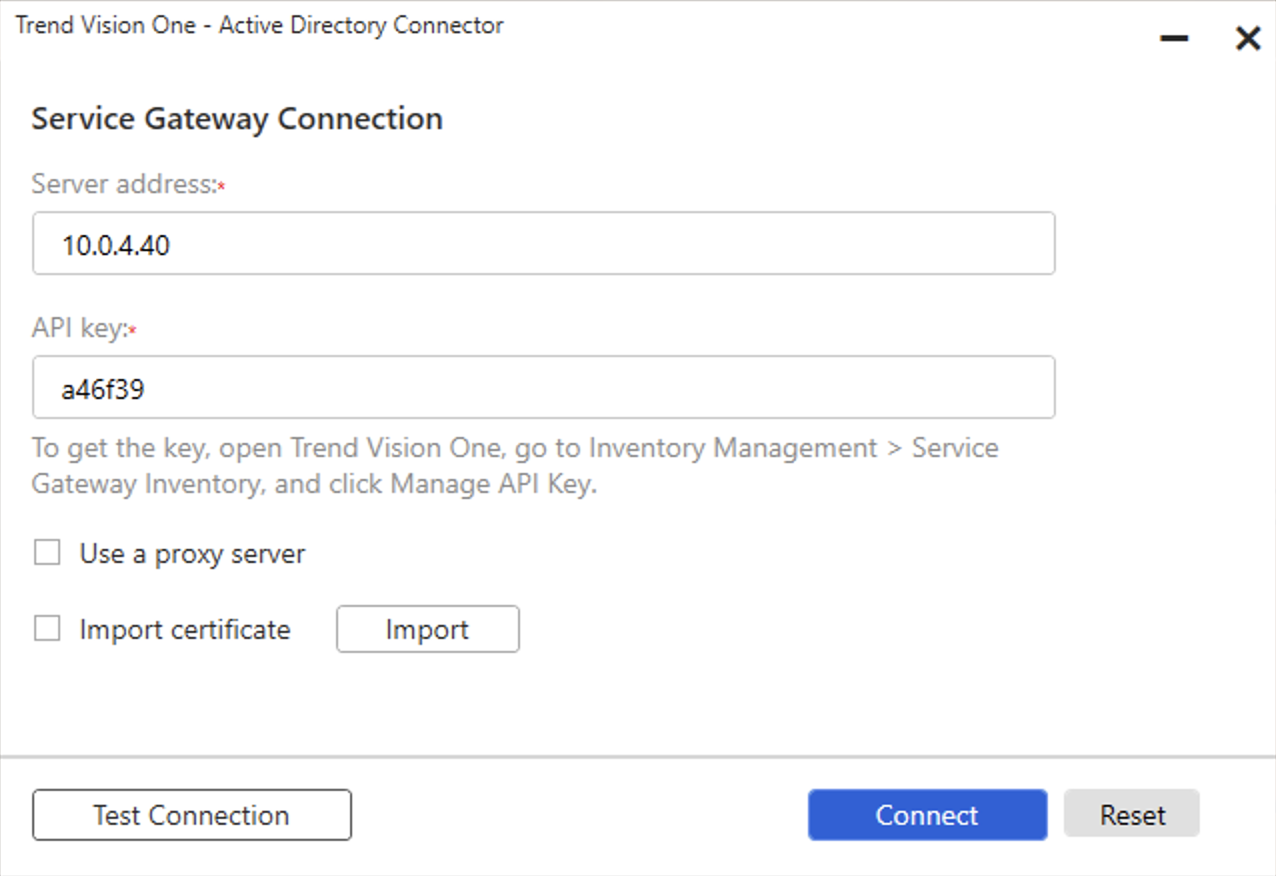 Trend Vision One - Active Directory Connector
Service Gateway Connection
Server address:*
10.0.4.40
API key:*
a46f39
To get the key, open Trend Vision One, go to Inventory Management > Service
Gateway Inventory, and click Manage API Key.
Use a proxy server
Import certificate Import
Test Connection Connect Reset